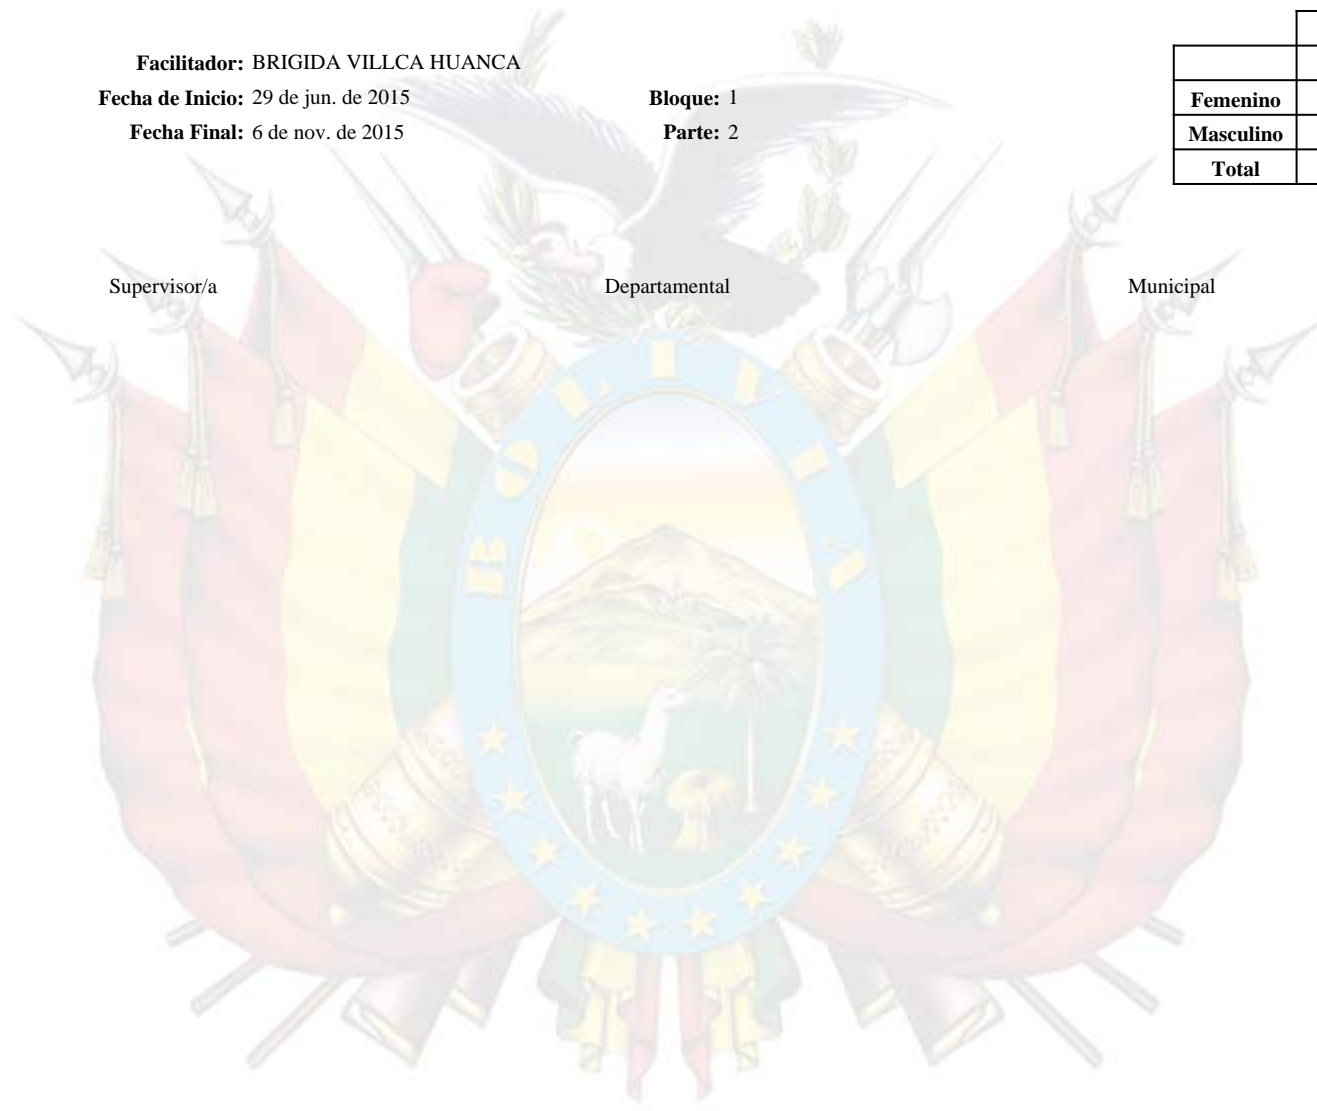 Facilitador: BRIGIDA VILLCA HUANCA
Fecha de Inicio: 29 de jun. de 2015 Bloque: 1
Fecha Final: 6 de nov. de 2015 Parte: 2
Femenino
Masculino
Total
Supervisor/a Departamental Municipal
BOLIVIA